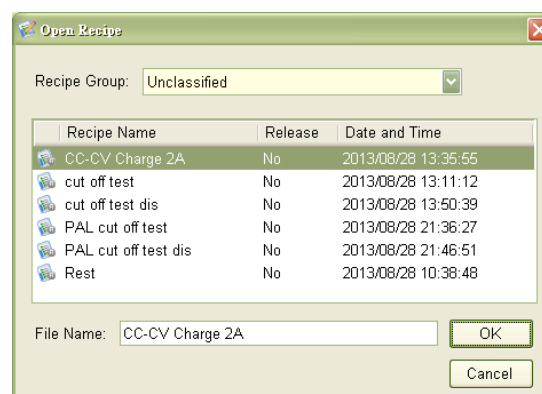 Open Recipe
Recipe Group: Unclassified
Recipe Name Release Date and Time
CC-CV Charge 2A No 2013/08/28 13:35:55
cut off test No 2013/08/28 13:11:12
cut off test dis No 2013/08/28 13:50:39
PAL cut off test No 2013/08/28 21:36:27
PAL cut off test dis No 2013/08/28 21:46:51
Rest No 2013/08/28 10:38:48
File Name: CC-CV Charge 2A OK
Cancel